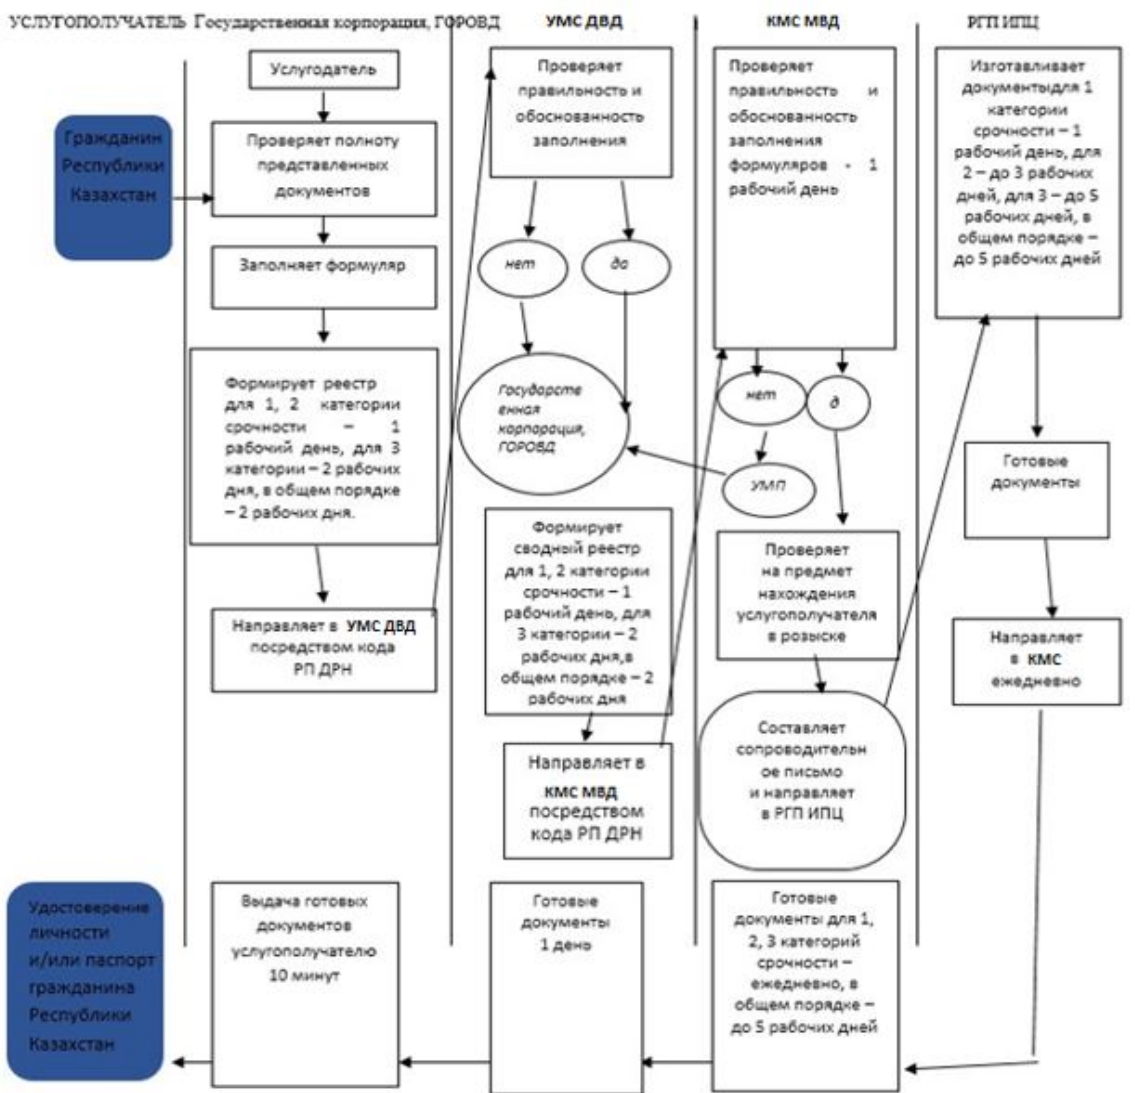 УСЛУГОПОЛУЧАТЕЛЬ
Государственная корпорация, ГОРОВД
УМС ДВД
КМС МВД
РГП ИПЦ
Гражданин
Республики
Казахстан
Услугодатель
Проверяет полноту
представленных
документов
Заполняет формуляр
Формирует реестр
для 1, 2 категории
срочности – 1
рабочий день, для 3
категории – 2 рабочих
дня, в общем порядке
– 2 рабочих дня.
Направляет в УМС ДВД
посредством кода
РП ДРН
Проверяет
правильность и
обоснованность
заполнения
нет
да
Государств
енная
корпорация,
ГОРОВД
Формирует
сводный реестр
для 1, 2 категории
срочности – 1
рабочий день, для
3 категории – 2
рабочих дня,в
общем порядке – 2
рабочих дня
Направляет в
КМС МВД
посредством
кода РП ДРН
Проверяет
правильность и
обоснованность
заполнения
формуляров - 1
рабочий день
нет
д
УМП
Проверяет
на предмет
нахождения
услугополучателя
в розыске
Составляет
сопроводительн
ое письмо
и направляет
в РГП ИПЦ
Изготавливает
документыдля 1
категории
срочности – 1
рабочий день, для
2 – до 3 рабочих
дней, для 3 – до 5
рабочих дней, в
общем порядке –
до 5 рабочих дней
Готовые
документы
Направляет
в КМС
ежедневно
Удостоверение
личности
и/или паспорт
гражданина
Республики
Казахстан
Выдача готовых
документов
услугополучателю
10 минут
Готовые
документы
1 день
Готовые
документы для 1,
2, 3 категорий
срочности –
ежедневно, в
общем порядке –
до 5 рабочих дней